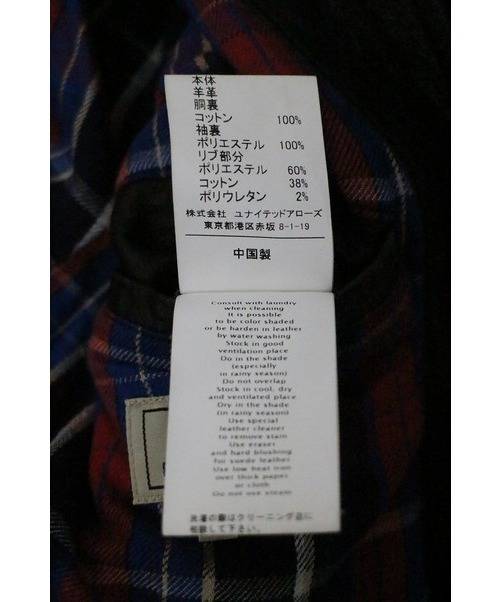 本体
羊革
胴裏
コットン 100%
袖裏
ポリエステル 100%
リブ部分
ポリエステル 60%
コットン 38%
ポリウレタン 2%
株式会社 ユナイテッドアローズ
東京都港区赤坂 8-1-19
中国製
Consult with laundry
when cleaning
It is possible
to be color shaded
or be harden in leather
by water washing
Stock in good
ventilation place
Do in the shade
(especially
in rainy season)
Do not overlap
Stock in cool, dry
and ventilated place
Dry in the shade
(in rainy season)
Use special
leather cleaner
to remove stain
Use eraser
and hard blushing
for suede leather
Use low heat iron
over thick paper
or cloth
Do not use steam
洗濯の際はクリーニング店に
相談して下さい。